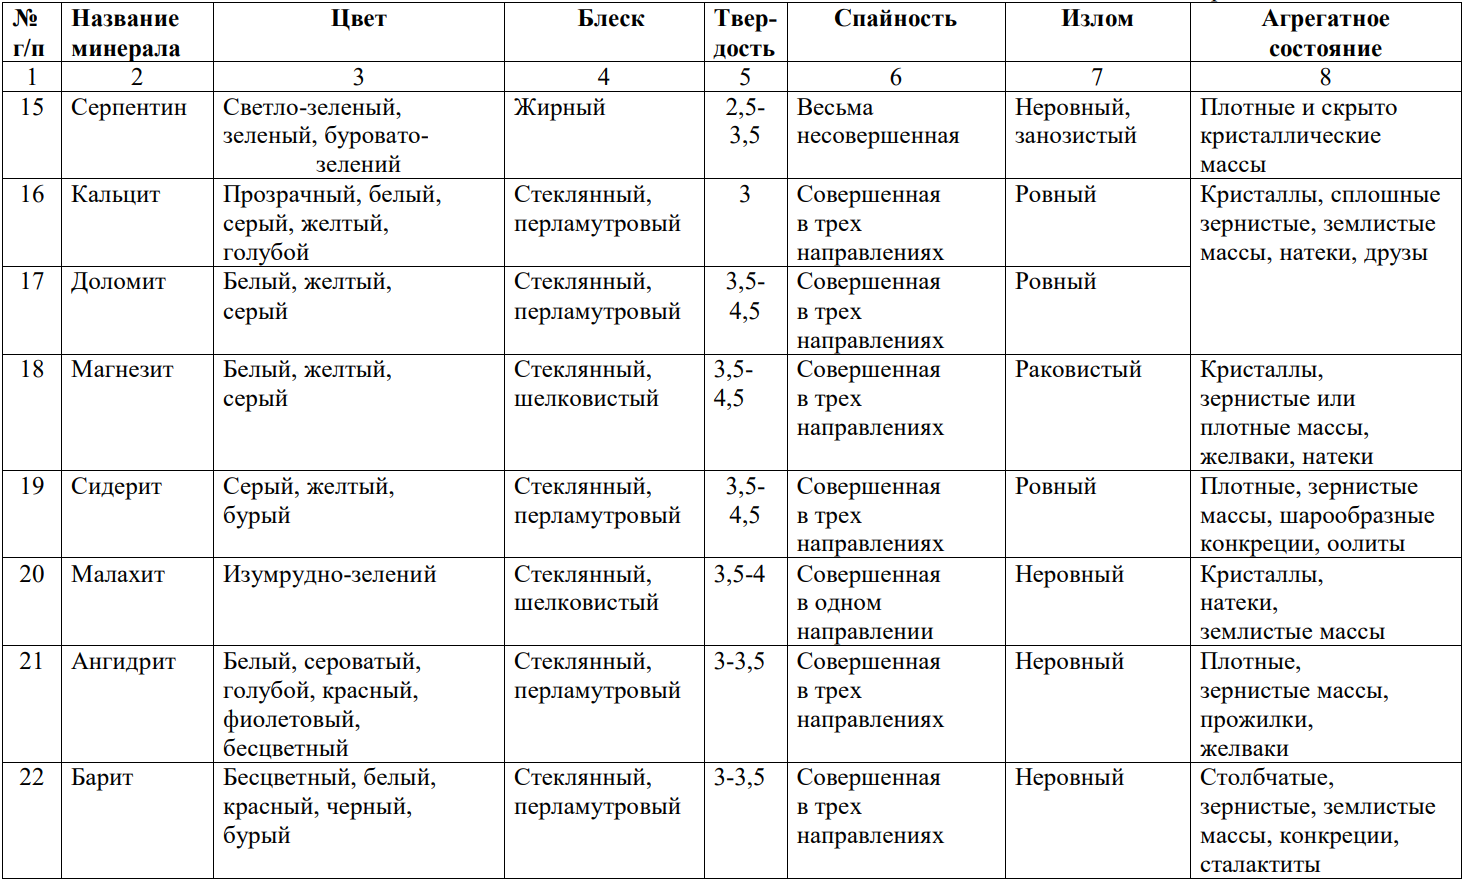 № Название Цвет Блеск Твер- Спайность Излом Агрегатное
г/п минерала дость состояние
1 2 3 4 5 6 7 8
15 Серпентин Светло-зеленый, Жирный 2,5- Весьма Неровный, Плотные и скрыто
зеленый, буровато- 3,5 несовершенная занозистый кристаллические
зелений массы
16 Кальцит Прозрачный, белый, Стеклянный, 3 Совершенная Ровный Кристаллы, сплошные
серый, желтый, перламутровый в трех зернистые, землистые
голубой направлениях массы, натеки, друзы
17 Доломит Белый, желтый, Стеклянный, 3,5- Совершенная Ровный
серый перламутровый 4,5 в трех
направлениях
18 Магнезит Белый, желтый, Стеклянный, 3,5- Совершенная Раковистый Кристаллы,
серый шелковистый 4,5 в трех зернистые или
направлениях плотные массы,
желваки, натеки
19 Сидерит Серый, желтый, Стеклянный, 3,5- Совершенная Ровный Плотные, зернистые
бурый перламутровый 4,5 в трех массы, шарообразные
направлениях конкреции, оолиты
20 Малахит Изумрудно-зелений Стеклянный, 3,5-4 Совершенная Неровный Кристаллы,
шелковистый в одном натеки,
направлении землистые массы
21 Ангидрит Белый, сероватый, Стеклянный, 3-3,5 Совершенная Неровный Плотные,
голубой, красный, перламутровый в трех зернистые массы,
фиолетовый, направлениях прожилки,
бесцветный желваки
22 Барит Бесцветный, белый, Стеклянный, 3-3,5 Совершенная Неровный Столбчатые,
красный, черный, перламутровый в трех зернистые, землистые
бурый направлениях массы, конкреции,
сталактиты